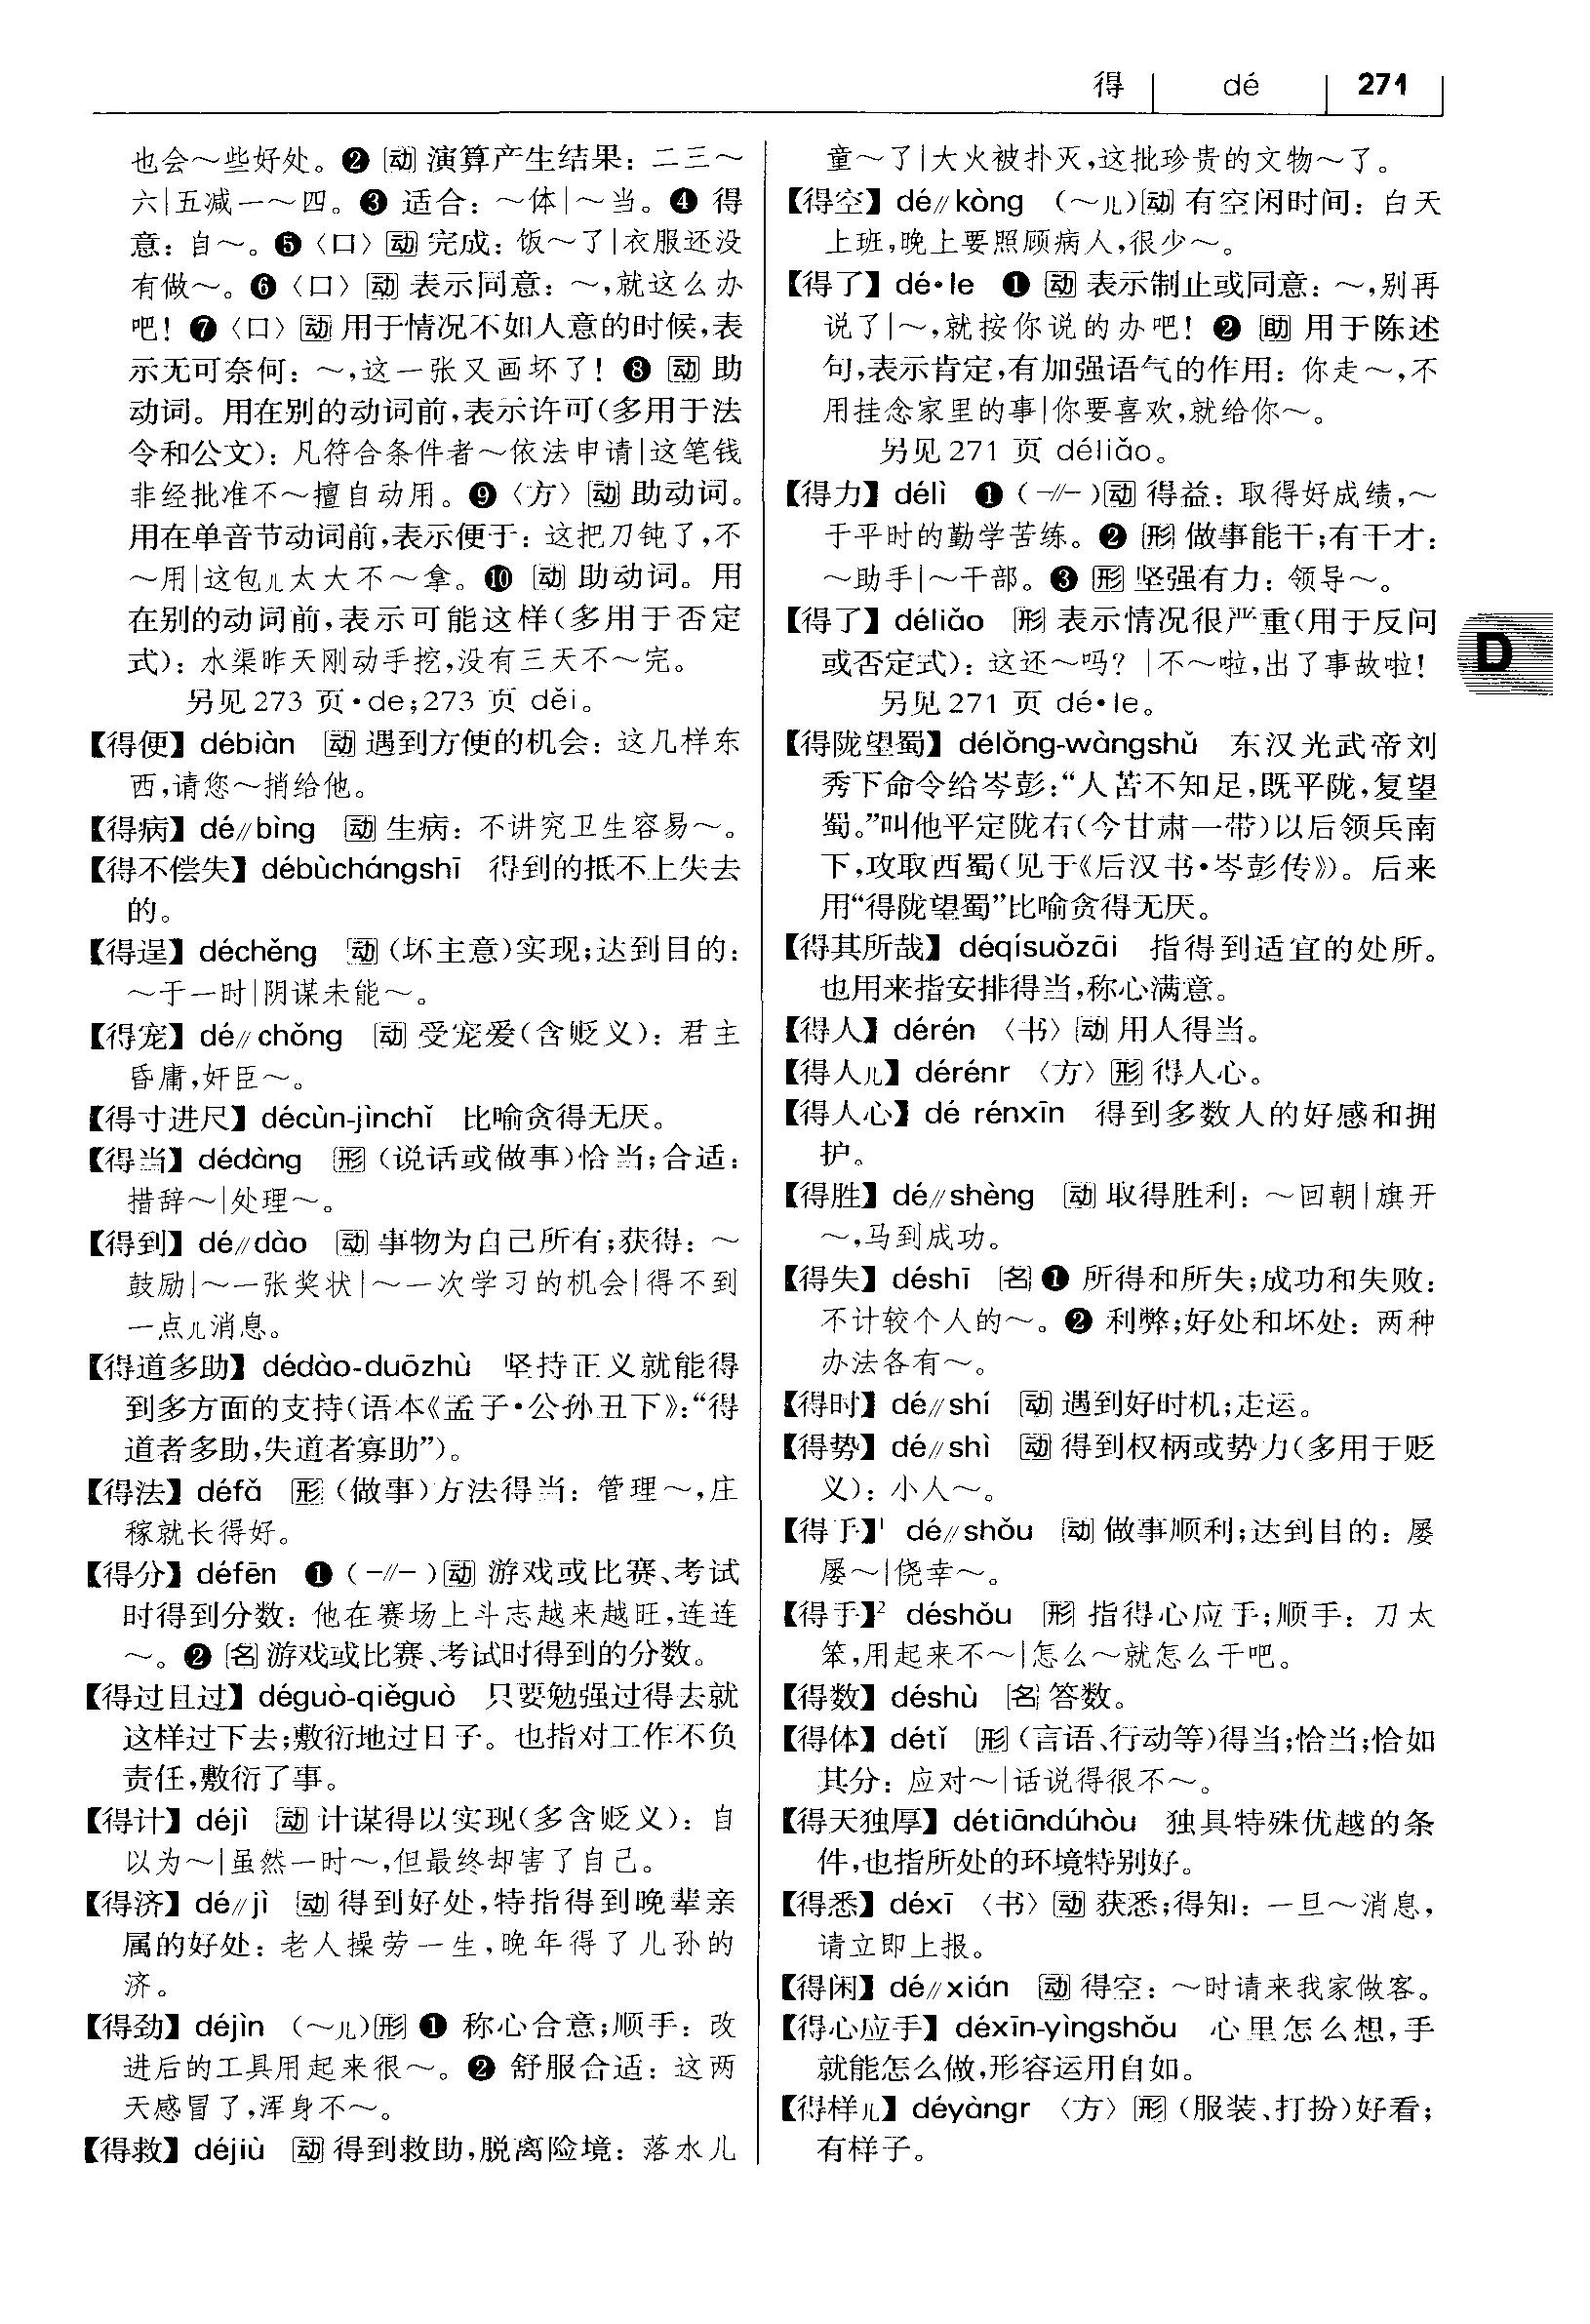 得 dé 271
也会～些好处。❷ 动 演算产生结果：二三～
六|五减一～四。❸ 适合：～体|～当。❹ 得
意：自～。❺〈口〉动 完成：饭～了|衣服还没
有做～。❻〈口〉动 表示同意：～,就这么办
吧！❼〈口〉动 用于情况不如人意的时候,表
示无可奈何：～,这一张又画坏了！❽ 动 助
动词。用在别的动词前,表示许可(多用于法
令和公文)：凡符合条件者～依法申请|这笔钱
非经批准不～擅自动用。❾〈方〉动 助动词。
用在单音节动词前,表示便于：这把刀钝了,不
～用|这包儿太大不～拿。❿ 动 助动词。用
在别的动词前,表示可能这样(多用于否定
式)：水渠昨天刚动手挖,没有三天不～完。
另见273 页·de;273 页 děi。
【得便】débiàn 动 遇到方便的机会：这几样东
西,请您～捎给他。
【得病】dé//bìng 动 生病：不讲究卫生容易～。
【得不偿失】débùchángshī 得到的抵不上失去
的。
【得逞】déchěng 动 (坏主意)实现;达到目的：
～于一时|阴谋未能～。
【得宠】dé//chǒng 动 受宠爱(含贬义)：君主
昏庸,奸臣～。
【得寸进尺】décùn-jìnchǐ 比喻贪得无厌。
【得当】dédàng 形 (说话或做事)恰当;合适：
措辞～|处理～。
【得到】dé//dào 动 事物为自己所有;获得：～
鼓励|～一张奖状|～一次学习的机会|得不到
一点儿消息。
【得道多助】dédào-duōzhù 坚持正义就能得
到多方面的支持(语本《孟子·公孙丑下》：“得
道者多助,失道者寡助”)。
【得法】défǎ 形 (做事)方法得当：管理～,庄
稼就长得好。
【得分】défēn ❶ (-//-)动 游戏或比赛、考试
时得到分数：他在赛场上斗志越来越旺,连连
～。❷ 名 游戏或比赛、考试时得到的分数。
【得过且过】déguò-qiěguò 只要勉强过得去就
这样过下去;敷衍地过日子。也指对工作不负
责任,敷衍了事。
【得计】déjì 动 计谋得以实现(多含贬义)：自
以为～|虽然一时～,但最终却害了自己。
【得济】dé//jì 动 得到好处,特指得到晚辈亲
属的好处：老人操劳一生,晚年得了儿孙的
济。
【得劲】déjìn (～儿)形 ❶ 称心合意;顺手：改
进后的工具用起来很～。❷ 舒服合适：这两
天感冒了,浑身不～。
【得救】déjiù 动 得到救助,脱离险境：落水儿
童～了|大火被扑灭,这批珍贵的文物～了。
【得空】dé//kòng (～儿)动 有空闲时间：白天
上班,晚上要照顾病人,很少～。
【得了】dé·le ❶ 动 表示制止或同意：～,别再
说了|～,就按你说的办吧！❷ 助 用于陈述
句,表示肯定,有加强语气的作用：你走～,不
用挂念家里的事|你要喜欢,就给你～。
另见271 页 déliǎo。
【得力】délì ❶ (-//-)动 得益：取得好成绩,～
于平时的勤学苦练。❷ 形 做事能干;有干才：
～助手|～干部。❸ 形 坚强有力：领导～。
【得了】déliǎo 形 表示情况很严重(用于反问
或否定式)：这还～吗？|不～啦,出了事故啦！
另见271 页 dé·le。
【得陇望蜀】délǒng-wàngshǔ 东汉光武帝刘
秀下命令给岑彭：“人苦不知足,既平陇,复望
蜀。”叫他平定陇右(今甘肃一带)以后领兵南
下,攻取西蜀(见于《后汉书·岑彭传》)。后来
用“得陇望蜀”比喻贪得无厌。
【得其所哉】déqísuǒzāi 指得到适宜的处所。
也用来指安排得当,称心满意。
【得人】dérén 〈书〉动 用人得当。
【得人儿】dérénr 〈方〉形 得人心。
【得人心】dé rénxīn 得到多数人的好感和拥
护。
【得胜】dé//shèng 动 取得胜利：～回朝|旗开
～,马到成功。
【得失】déshī 名 ❶ 所得和所失;成功和失败：
不计较个人的～。❷ 利弊;好处和坏处：两种
办法各有～。
【得时】dé//shí 动 遇到好时机;走运。
【得势】dé//shì 动 得到权柄或势力(多用于贬
义)：小人～。
【得手】¹ dé//shǒu 动 做事顺利;达到目的：屡
屡～|侥幸～。
【得手】² déshǒu 形 指得心应手;顺手：刀太
笨,用起来不～|怎么～就怎么干吧。
【得数】déshù 名 答数。
【得体】détǐ 形 (言语、行动等)得当;恰当;恰如
其分：应对～|话说得很不～。
【得天独厚】détiāndúhòu 独具特殊优越的条
件,也指所处的环境特别好。
【得悉】déxī 〈书〉动 获悉;得知：一旦～消息,
请立即上报。
【得闲】dé//xián 动 得空：～时请来我家做客。
【得心应手】déxīn-yìngshǒu 心里怎么想,手
就能怎么做,形容运用自如。
【得样儿】déyàngr 〈方〉形 (服装、打扮)好看;
有样子。
D